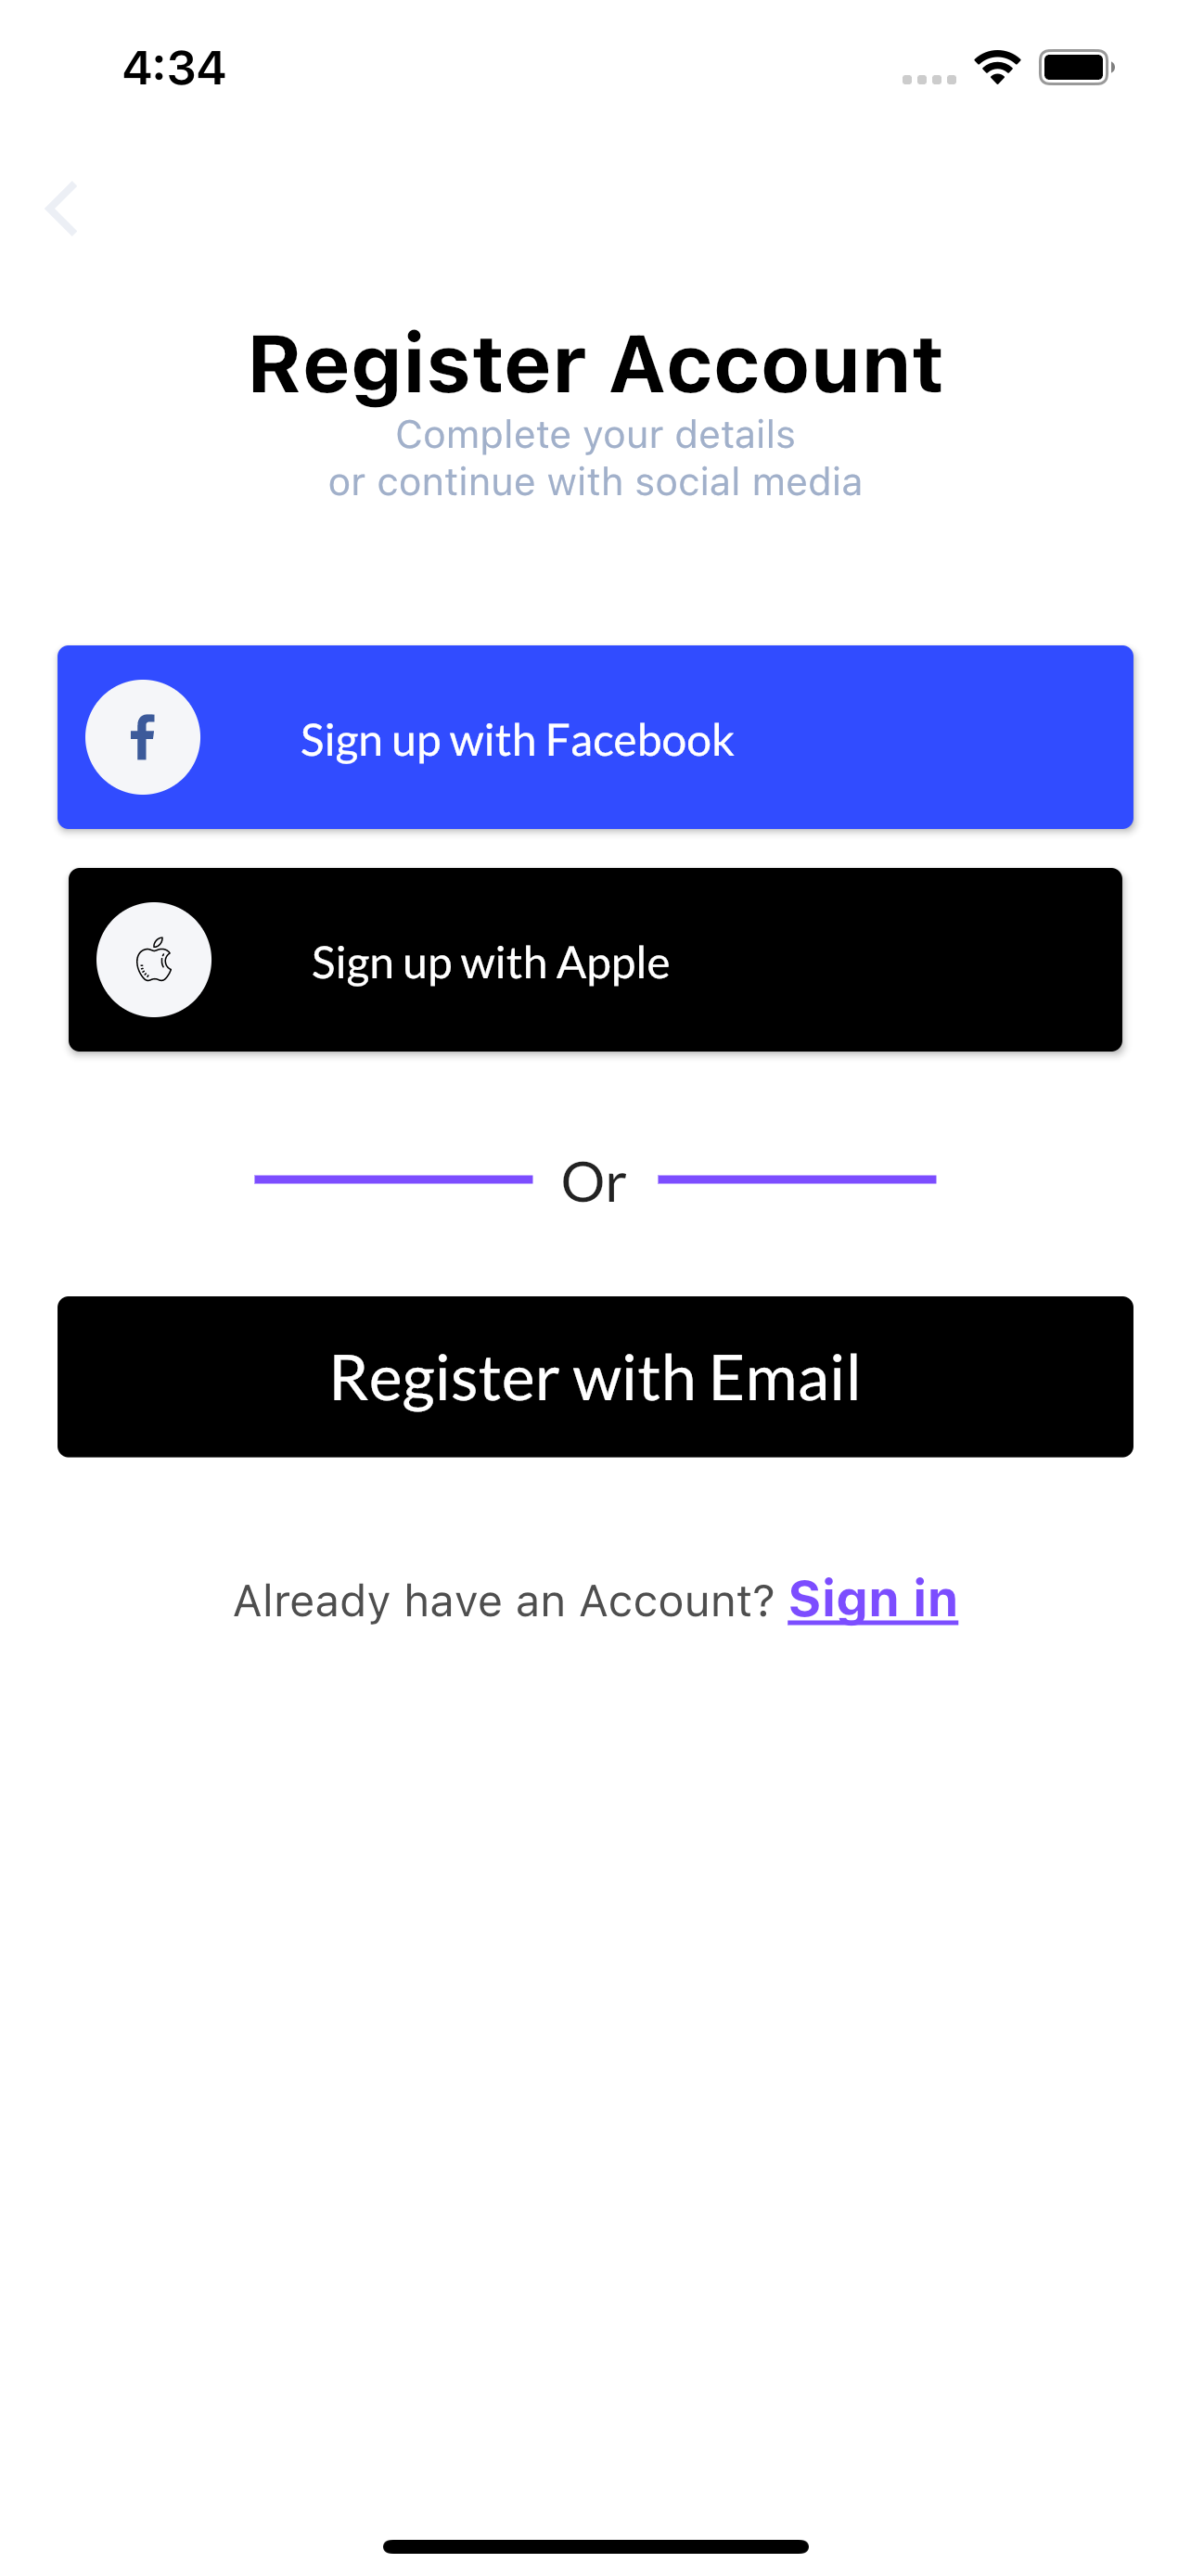 4:34
Register Account
Complete your details
or continue with social media
Sign up with Facebook
Sign up with Apple
Or
Register with Email
Already have an Account? Sign in